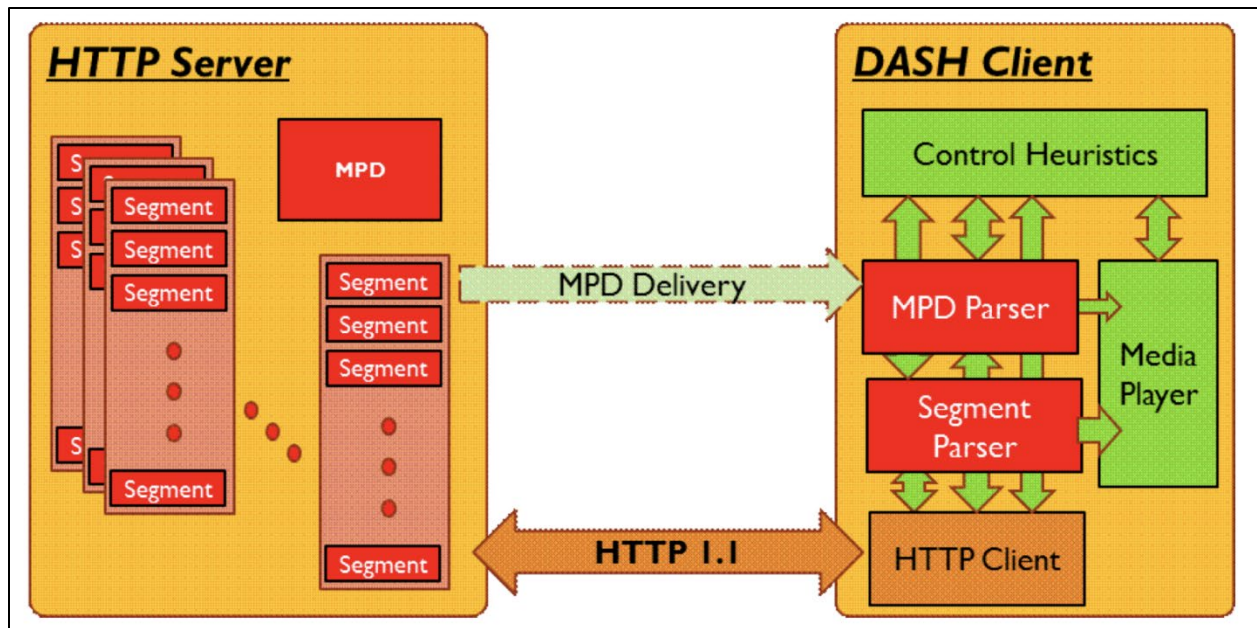 HTTP Server
MPD
Segment
Segment
Segment
Segment
Segment
Segment
Segment
Segment
MPD Delivery
HTTP 1.1
DASH Client
Control Heuristics
MPD Parser
Segment
Parser
Media
Player
HTTP Client